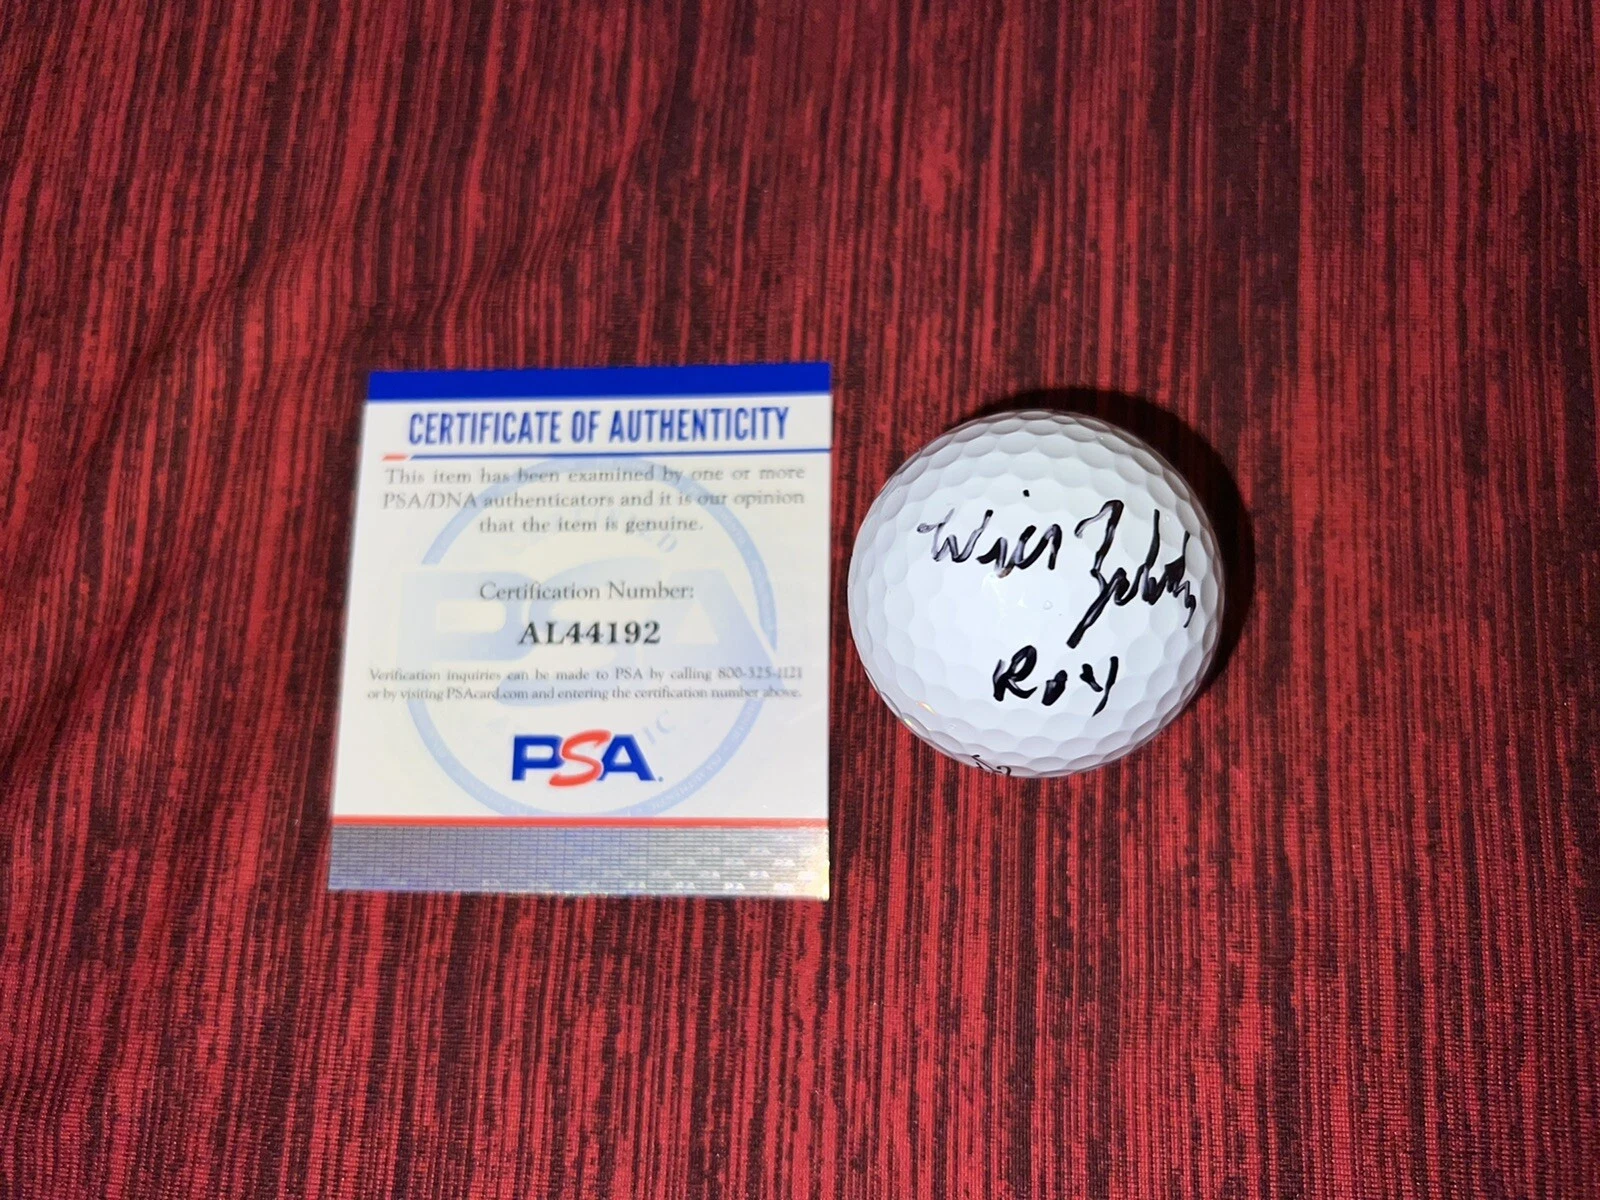 CERTIFICATE OF AUTHENTICITY
This item has been examined by one or more
PSA/DNA authenticators and it is our opinion
that the item is genuine.
Certification Number:
AL44192
Verification inquiries can be made to PSA by calling 800-325-1121
or by visiting PSAcard.com and entering the certification number above.
PSA
Will Zalatoris
ROY